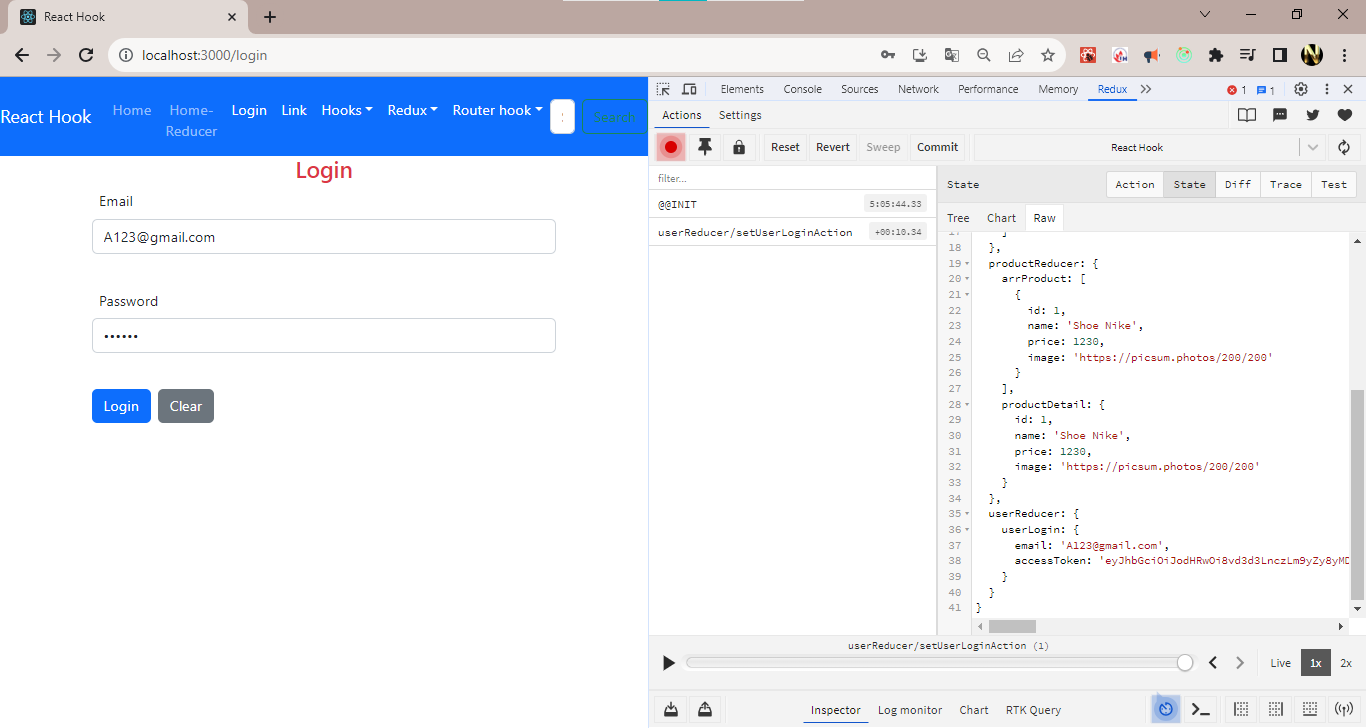 React Hook
localhost:3000/login
React Hook Home Home-Reducer Login Link Hooks Redux Router hook Search
Login
Email
A123@gmail.com
Password
••••••
Login Clear
Elements Console Sources Network Performance Memory Redux 1 1
Actions Settings
Reset Revert Sweep Commit React Hook
filter...
@@INIT 5:05:44.33
userReducer/setUserLoginAction +00:10.34
State Action State Diff Trace Test
Tree Chart Raw
17 ]
18 },
19 productReducer: {
20 arrProduct: [
21 {
22 id: 1,
23 name: 'Shoe Nike',
24 price: 1230,
25 image: 'https://picsum.photos/200/200'
26 }
27 ],
28 productDetail: {
29 id: 1,
30 name: 'Shoe Nike',
31 price: 1230,
32 image: 'https://picsum.photos/200/200'
33 }
34 },
35 userReducer: {
36 userLogin: {
37 email: 'A123@gmail.com',
38 accessToken: 'eyJhbGciOiJodHRwOi8vd3d3LnczLm9yZy8yMD
39 }
40 }
41 }
userReducer/setUserLoginAction (1)
Live 1x 2x
Inspector Log monitor Chart RTK Query